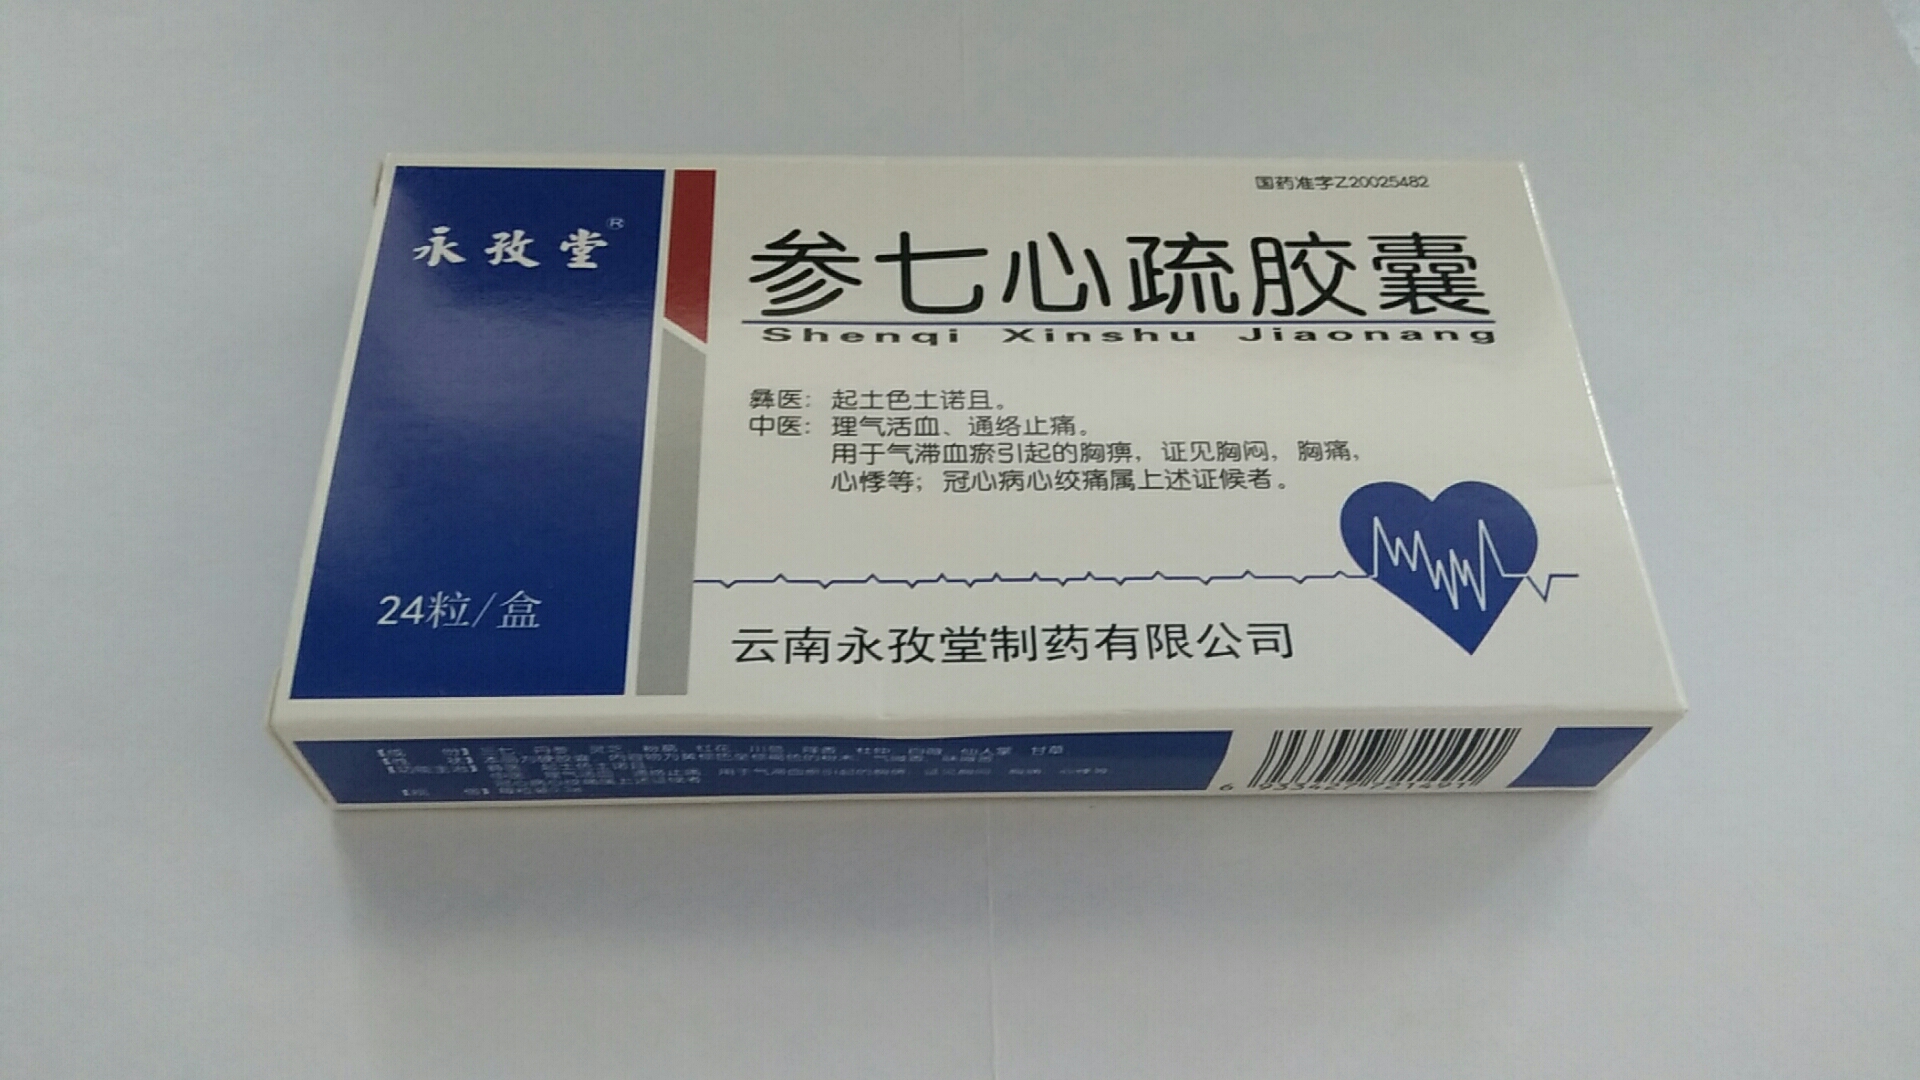 国药准字Z20025482
永孜堂®
参七心疏胶囊
Shenqi Xinshu Jiaonang
彝医：起土色土诺且。
中医：理气活血、通络止痛。
用于气滞血瘀引起的胸痹，证见胸闷，胸痛，
心悸等；冠心病心绞痛属上述证候者。
24粒/盒
云南永孜堂制药有限公司
6 933427 721491